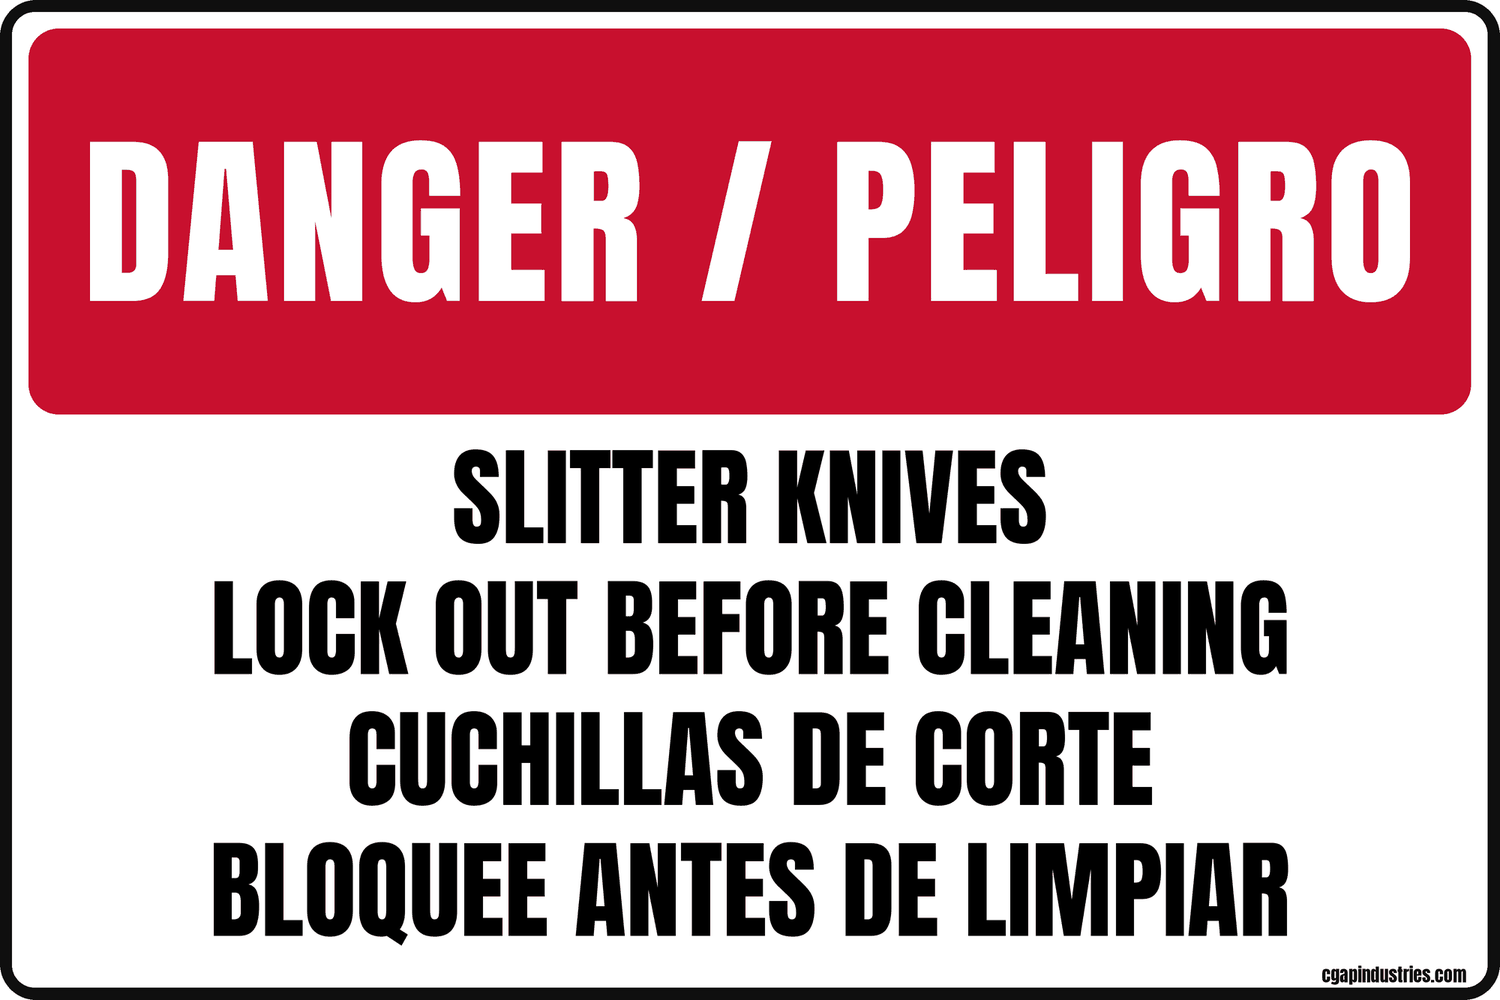 DANGER / PELIGRO
SLITTER KNIVES
LOCK OUT BEFORE CLEANING
CUCHILLAS DE CORTE
BLOQUEE ANTES DE LIMPIAR
cgapindustries.com